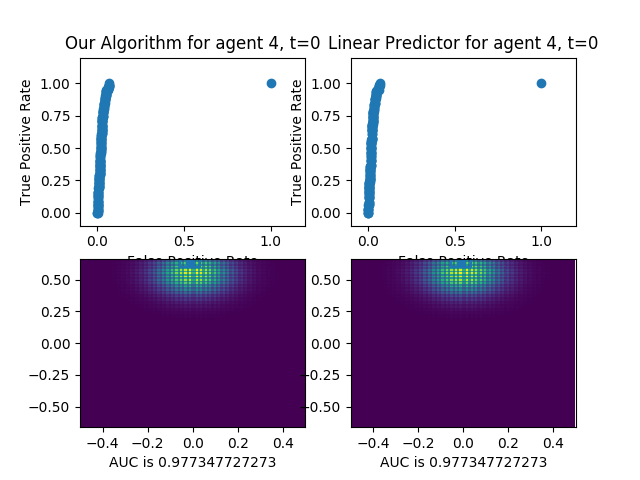 Our Algorithm for agent 4, t=0
Linear Predictor for agent 4, t=0
True Positive Rate
1.00
0.75
0.50
0.25
0.00
0.0 0.5 1.0
False Positive Rate
True Positive Rate
1.00
0.75
0.50
0.25
0.00
0.0 0.5 1.0
False Positive Rate
0.50
0.25
0.00
−0.25
−0.50
−0.4 −0.2 0.0 0.2 0.4
AUC is 0.977347727273
0.50
0.25
0.00
−0.25
−0.50
−0.4 −0.2 0.0 0.2 0.4
AUC is 0.977347727273